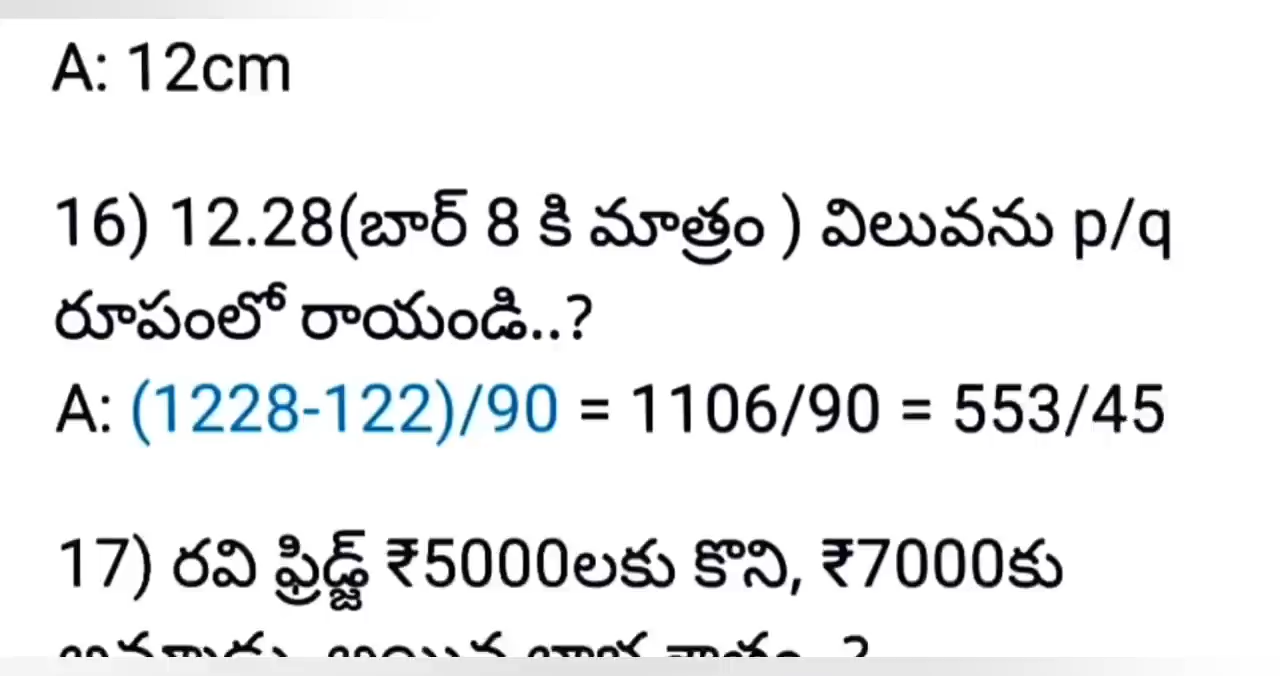 A: 12cm
16) 12.28(బార్ 8 కి మాత్రం ) విలువను p/q
రూపంలో రాయండి..?
A: (1228-122)/90 = 1106/90 = 553/45
17) రవి ఫ్రిడ్జ్ ₹5000లకు కొని, ₹7000కు